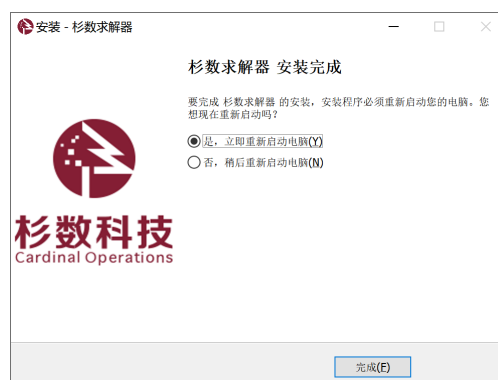 安装 - 杉数求解器
杉数求解器 安装完成
要完成 杉数求解器 的安装，安装程序必须重新启动您的电脑。您
想现在重新启动吗？
是，立即重新启动电脑(Y)
否，稍后重新启动电脑(N)
杉数科技
Cardinal Operations
完成(F)